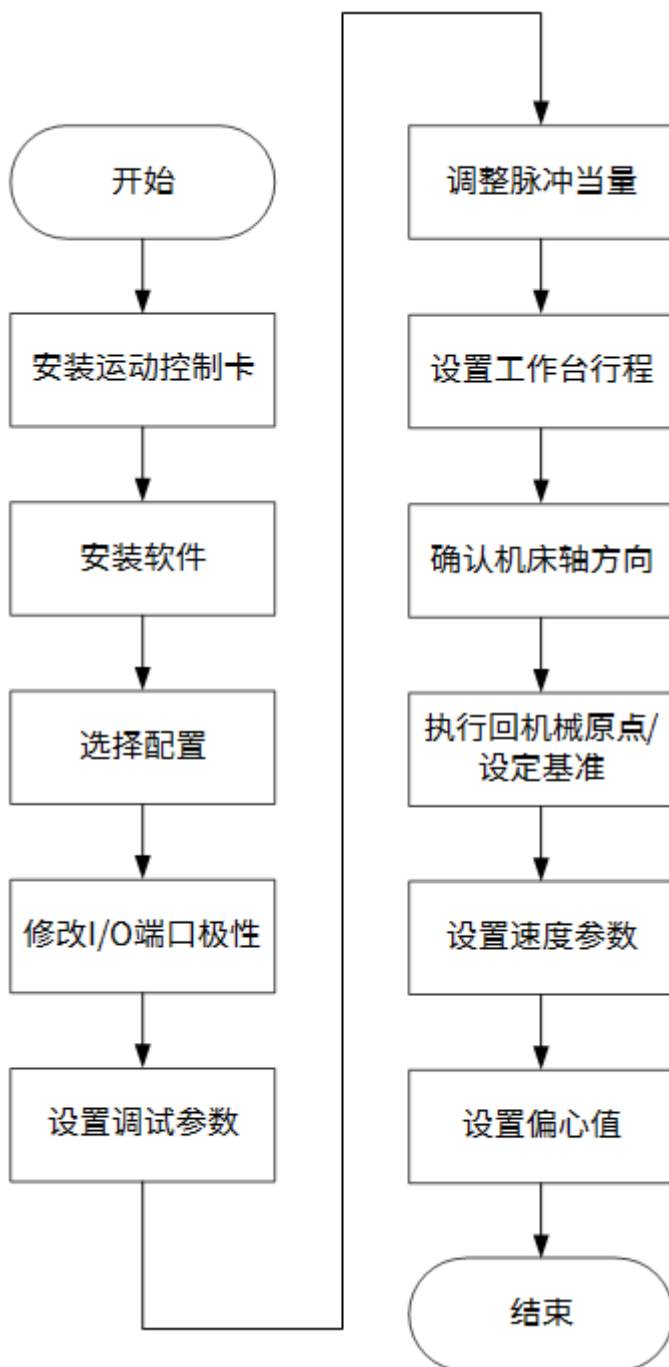 开始
安装运动控制卡
安装软件
选择配置
修改I/O端口极性
设置调试参数
调整脉冲当量
设置工作台行程
确认机床轴方向
执行回机械原点/
设定基准
设置速度参数
设置偏心值
结束